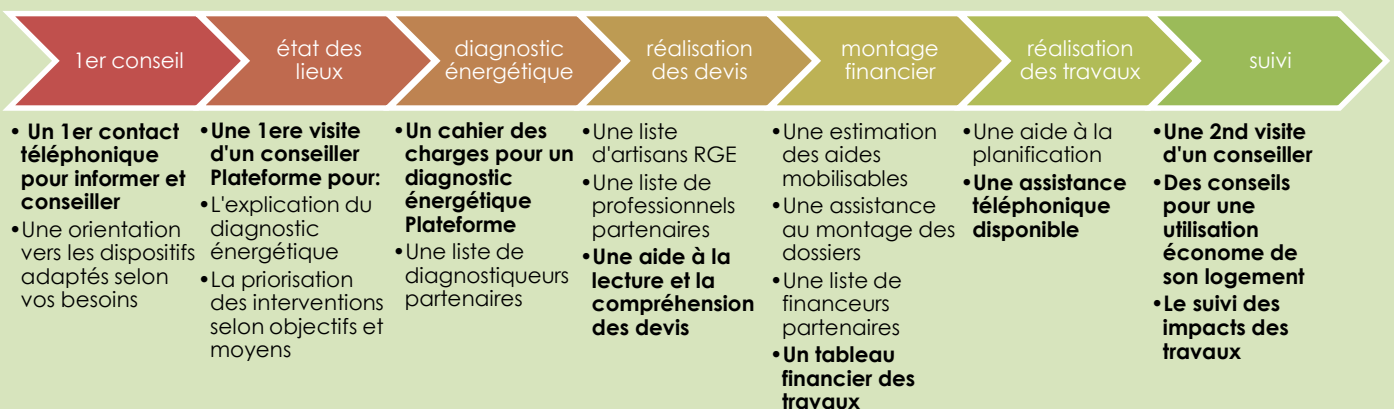 1er conseil
état des
lieux
diagnostic
énergétique
réalisation
des devis
montage
financier
réalisation
des travaux
suivi
• Un 1er contact
téléphonique
pour informer et
conseiller
•Une orientation
vers les dispositifs
adaptés selon
vos besoins
•Une 1ere visite
d'un conseiller
Plateforme pour:
•L'explication du
diagnostic
énergétique
•La priorisation
des interventions
selon objectifs et
moyens
•Un cahier des
charges pour un
diagnostic
énergétique
Plateforme
•Une liste de
diagnostiqueurs
partenaires
•Une liste
d'artisans RGE
•Une liste de
professionnels
partenaires
•Une aide à la
lecture et la
compréhension
des devis
•Une estimation
des aides
mobilisables
•Une assistance
au montage des
dossiers
•Une liste de
financeurs
partenaires
•Un tableau
financier des
travaux
•Une aide à la
planification
•Une assistance
téléphonique
disponible
•Une 2nd visite
d'un conseiller
•Des conseils
pour une
utilisation
économe de
son logement
•Le suivi des
impacts des
travaux